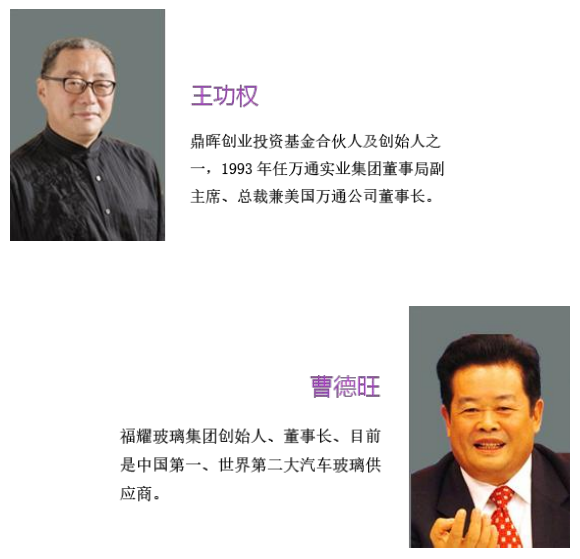 王功权
鼎晖创业投资基金合伙人及创始人之
一，1993 年任万通实业集团董事局副
主席、总裁兼美国万通公司董事长。
曹德旺
福耀玻璃集团创始人、董事长、目前
是中国第一、世界第二大汽车玻璃供
应商。